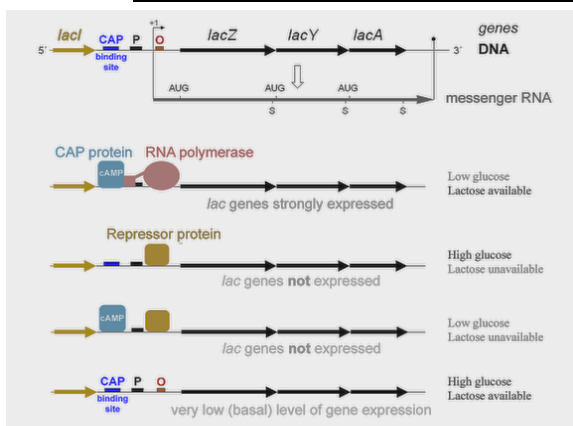 lacI CAP P +1 O lacZ lacY lacA genes
5´ binding site 3´ DNA
AUG AUG AUG messenger RNA
S S S
CAP protein RNA polymerase
cAMP
Low glucose
Lactose available
lac genes strongly expressed
Repressor protein
High glucose
Lactose unavailable
lac genes not expressed
cAMP
Low glucose
Lactose unavailable
lac genes not expressed
CAP P O
binding site
High glucose
Lactose available
very low (basal) level of gene expression